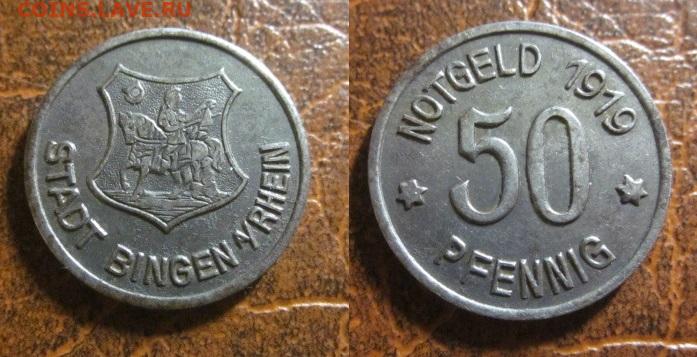 COINS.LAVE.RU
STADT BINGEN A/RHEIN
NOTGELD 1919
50
PFENNIG